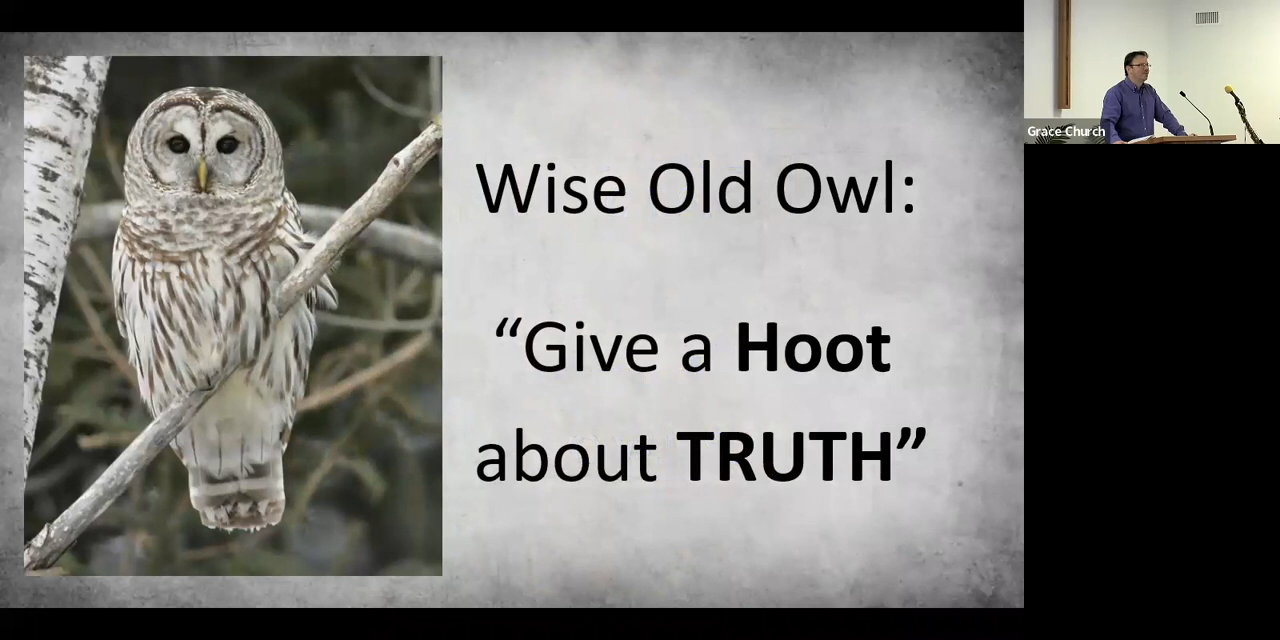 Wise Old Owl:
“Give a Hoot
about TRUTH”
Grace Church